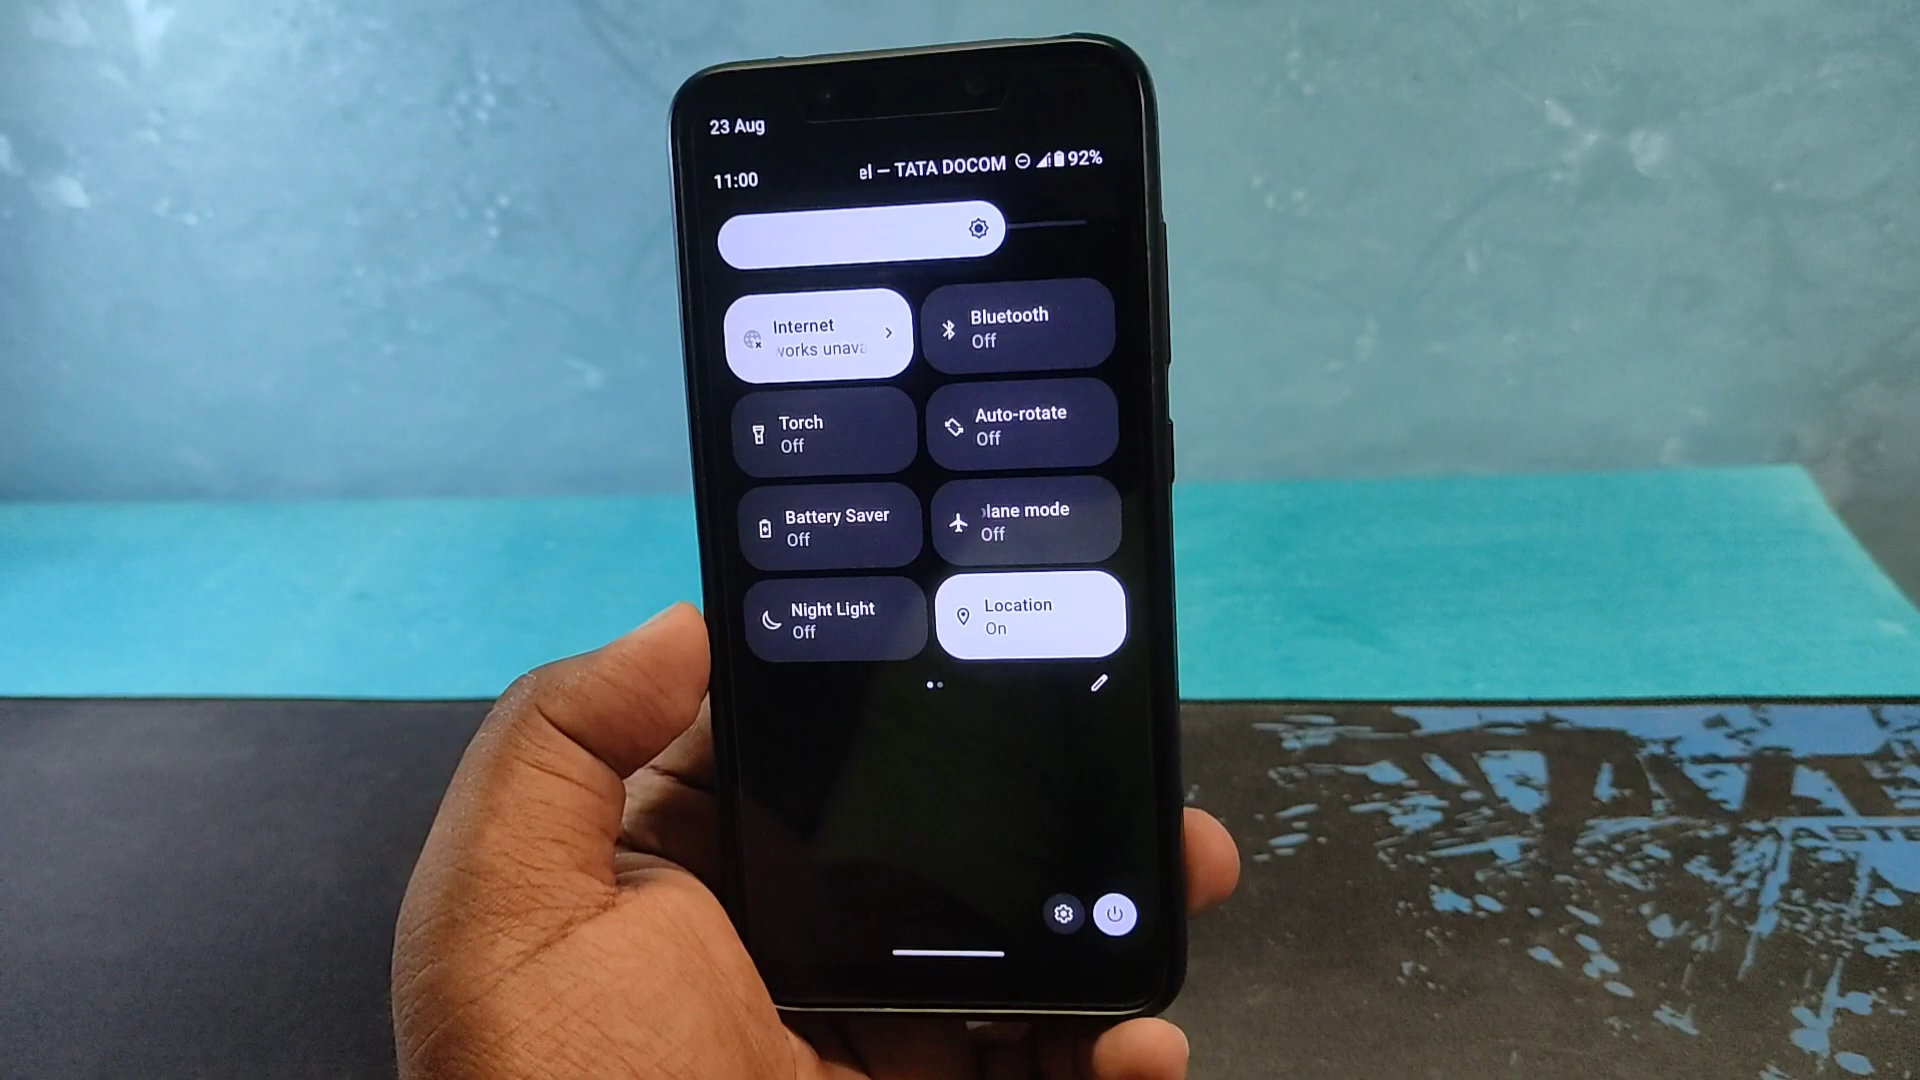 23 Aug
11:00
el — TATA DOCOM
92%
Internet
works unava
Bluetooth
Off
Torch
Off
Auto-rotate
Off
Battery Saver
Off
lane mode
Off
Night Light
Off
Location
On